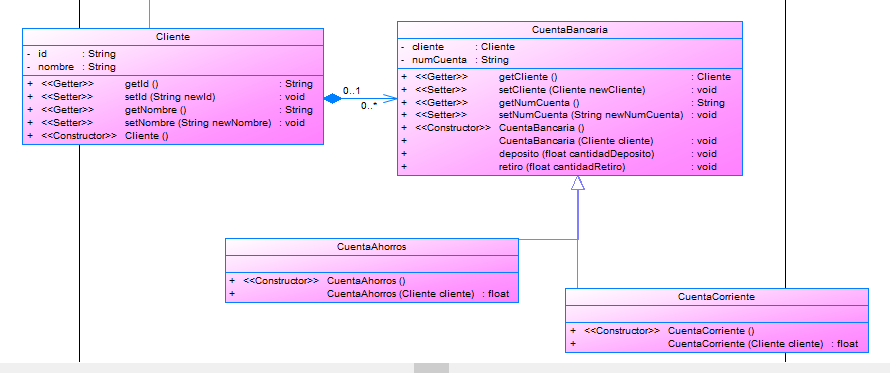 Cliente
- id : String
- nombre : String
+ <<Getter>> getId () : String
+ <<Setter>> setId (String newId) : void
+ <<Getter>> getNombre () : String
+ <<Setter>> setNombre (String newNombre) : void
+ <<Constructor>> Cliente ()
0..1
0..*
CuentaBancaria
- cliente : Cliente
- numCuenta : String
+ <<Getter>> getCliente () : Cliente
+ <<Setter>> setCliente (Cliente newCliente) : void
+ <<Getter>> getNumCuenta () : String
+ <<Setter>> setNumCuenta (String newNumCuenta) : void
+ <<Constructor>> CuentaBancaria ()
+ CuentaBancaria (Cliente cliente) : void
+ deposito (float cantidadDeposito) : void
+ retiro (float cantidadRetiro) : void
CuentaAhorros
+ <<Constructor>> CuentaAhorros ()
+ CuentaAhorros (Cliente cliente) : float
CuentaCorriente
+ <<Constructor>> CuentaCorriente ()
+ CuentaCorriente (Cliente cliente) : float